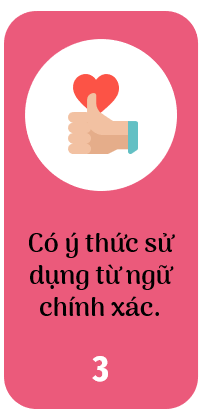 Có ý thức sử
dụng từ ngữ
chính xác.
3